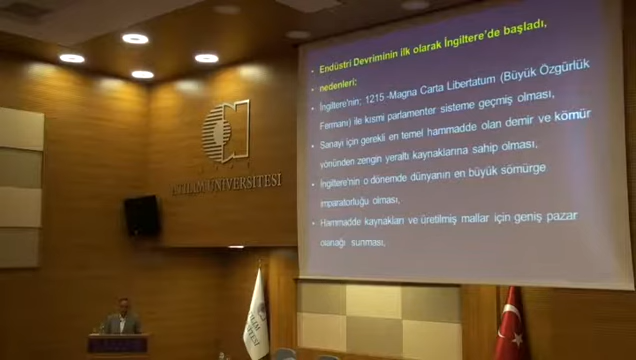 Endüstri Devriminin ilk olarak İngiltere'de başladı,
nedenleri;
İngiltere'nin; 1215 -Magna Carta Libertatum (Büyük Özgürlük
Fermanı) ile kısmi parlamenter sisteme geçmiş olması,
Sanayi için gerekli en temel hammadde olan demir ve kömür
yönünden zengin yeraltı kaynaklarına sahip olması,
İngiltere'nin o dönemde dünyanın en büyük sömürge
imparatorluğu olması,
Hammadde kaynakları ve üretilmiş mallar için geniş pazar
olanağı sunması,
ATILIM ÜNİVERSİTESİ